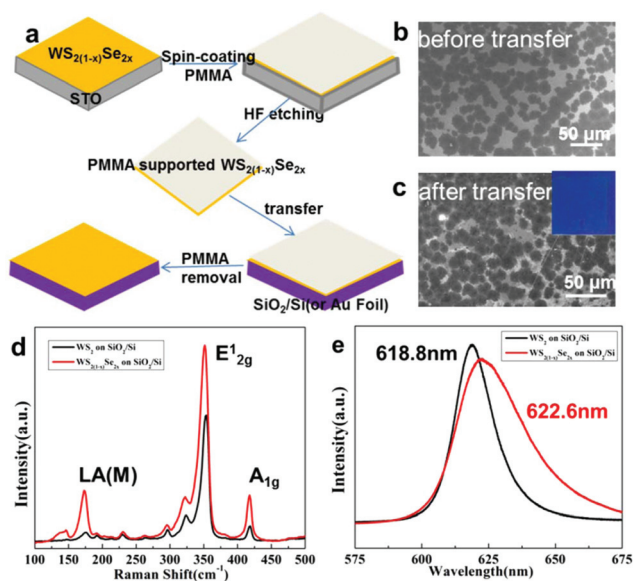 a
WS2(1-x)Se2x
STO
Spin-coating
PMMA
HF etching
PMMA supported WS2(1-x)Se2x
transfer
PMMA
removal
SiO2/Si(or Au Foil)
b
before transfer
50 μm
c
after transfer
50 μm
d
WS2 on SiO2/Si
WS2(1-x)Se2x on SiO2/Si
E12g
LA(M)
A1g
Intensity(a.u.)
100 150 200 250 300 350 400 450 500
Raman Shift(cm-1)
e
WS2 on SiO2/Si
WS2(1-x)Se2x on SiO2/Si
618.8nm
622.6nm
Intensity(a.u.)
575 600 625 650 675
Wavelength(nm)